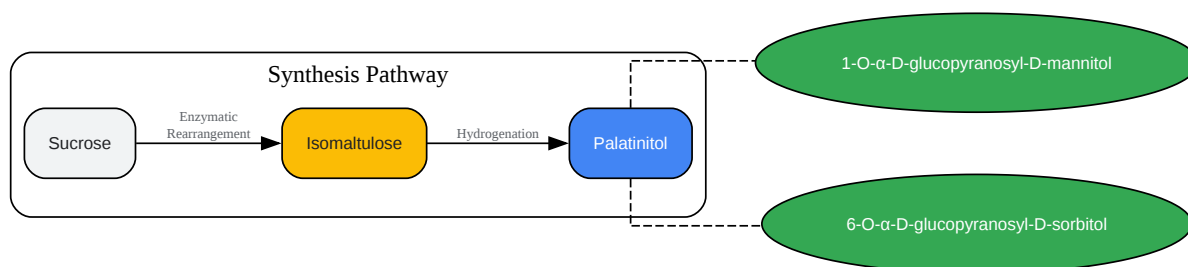 Synthesis Pathway
Sucrose
Enzymatic
Rearrangement
Isomaltulose
Hydrogenation
Palatinitol
1-O-α-D-glucopyranosyl-D-mannitol
6-O-α-D-glucopyranosyl-D-sorbitol